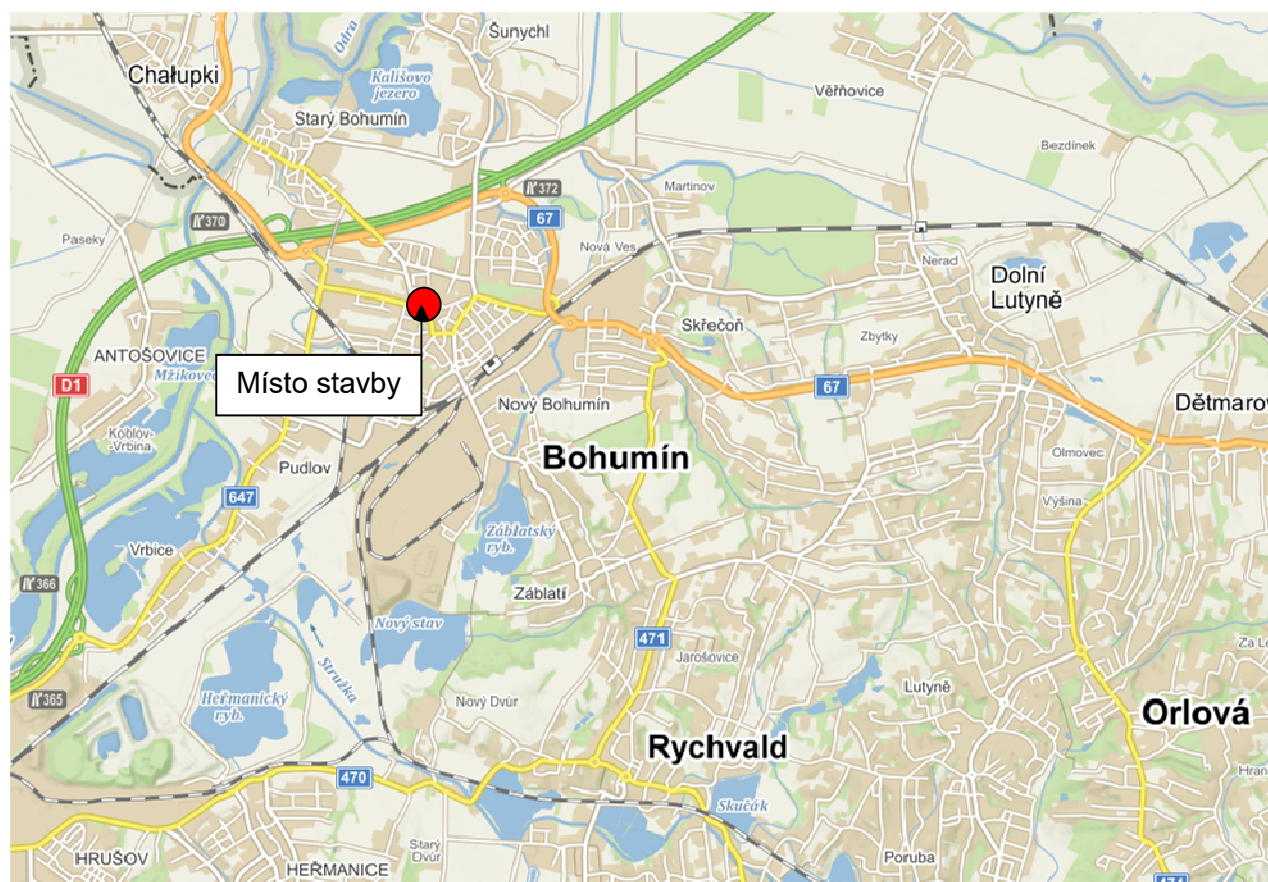 Odra
Šunychl
Chałupki
Kališovo
jezero
Věřňovice
Starý Bohumín
Bezdínek
Martinov
372
370
67
Paseky
Nová Ves
Nerad
Dolní
Lutyně
Skřečoň
Zbytky
ANTOŠOVICE
Místo stavby
D1
67
Nový Bohumín
Koblov-
-Vrbina
Bohumín
Olmovec
Pudlov
Výšina
647
Záblatský
ryb.
Vrbice
366
Záblatí
Nový stav
471
Jarošovice
Stružka
Lutyně
365
Heřmanický
ryb.
Nový Dvůr
Orlová
Rychvald
470
Skučák
Starý
Dvůr
HRUŠOV
Poruba
HEŘMANICE